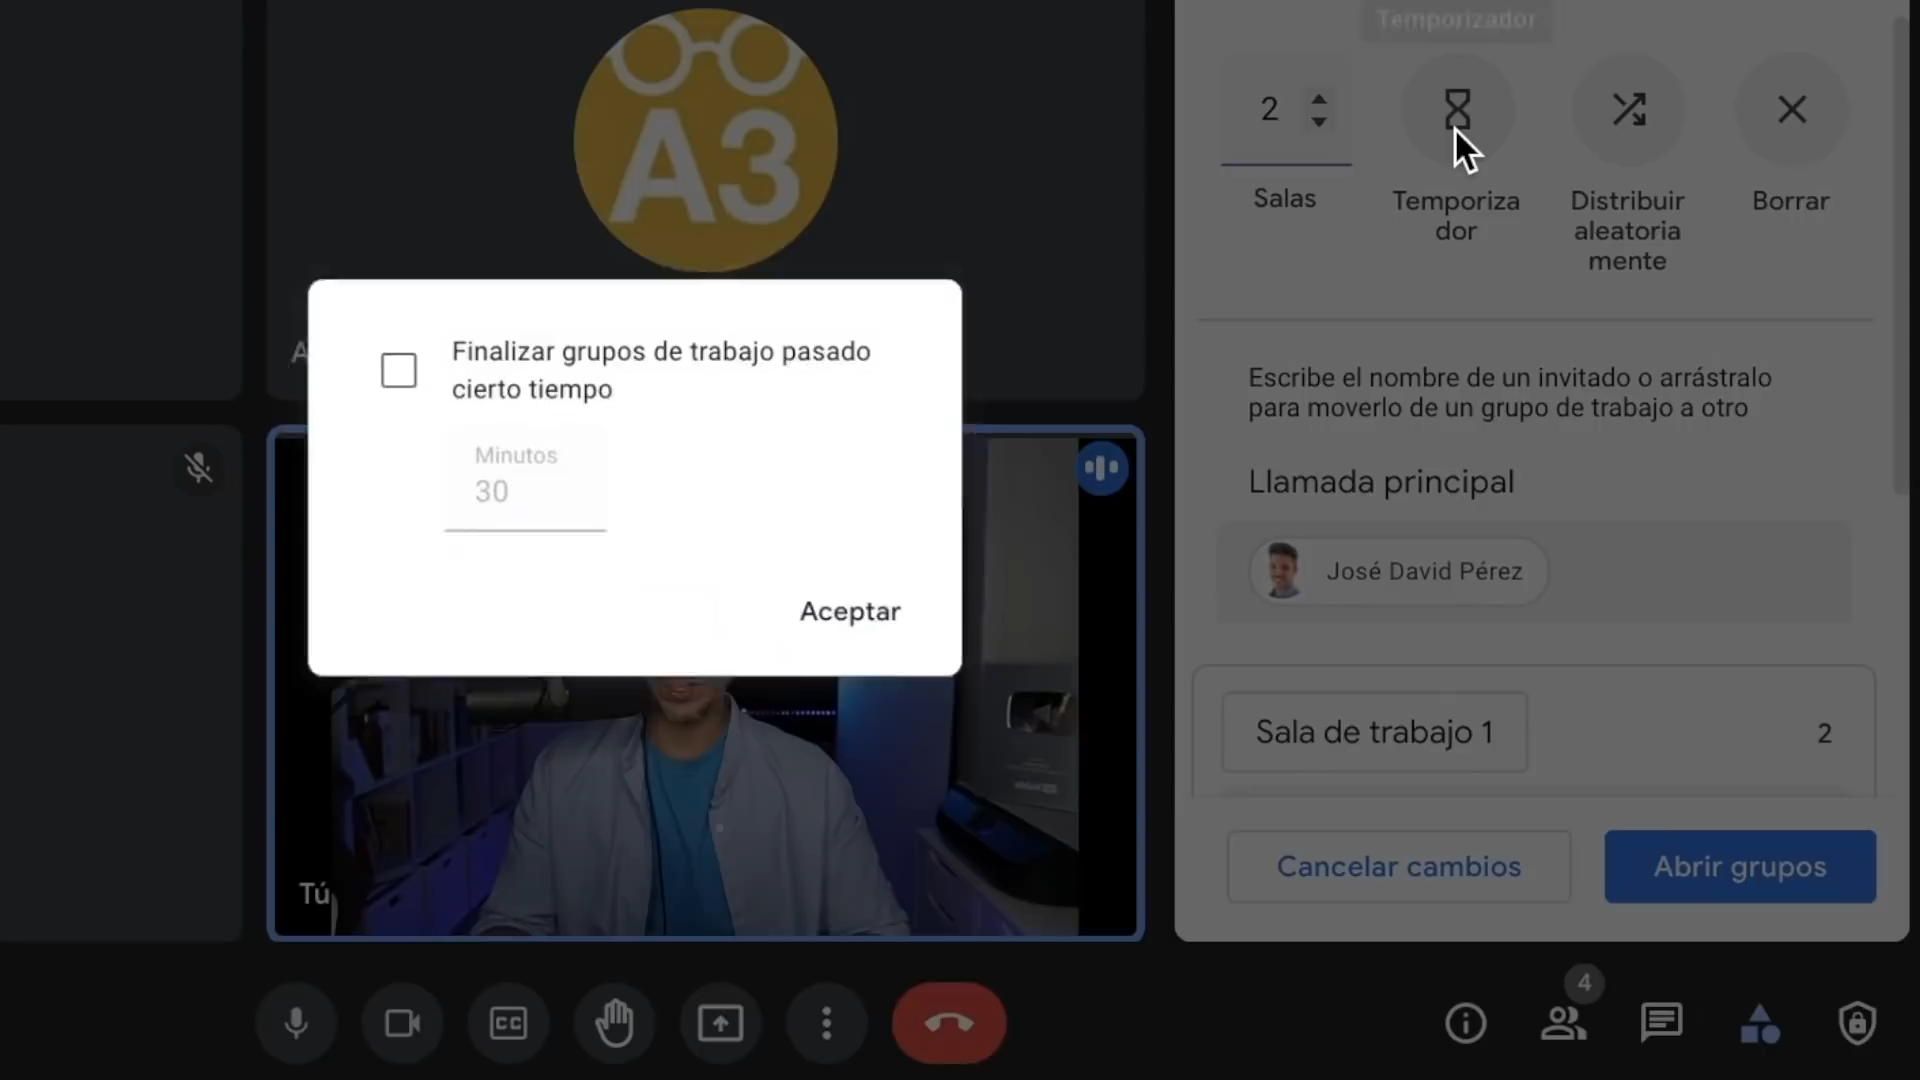 Temporizador
A3
2
Salas
Temporiza
dor
Distribuir
aleatoria
mente
Borrar
A
Finalizar grupos de trabajo pasado
cierto tiempo
Minutos
30
Aceptar
Escribe el nombre de un invitado o arrástralo
para moverlo de un grupo de trabajo a otro
Llamada principal
José David Pérez
Sala de trabajo 1
2
Cancelar cambios
Abrir grupos
Tú
CC
4